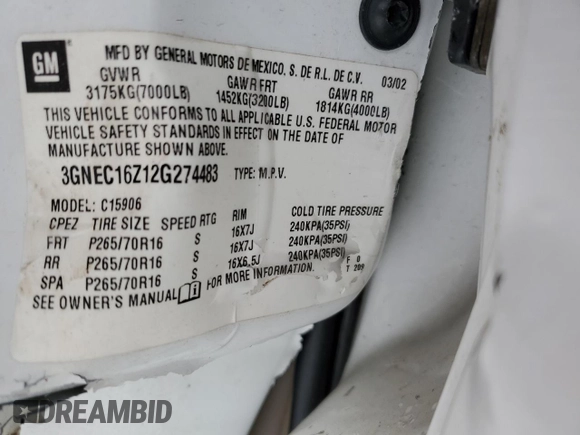 GM
MFD BY GENERAL MOTORS DE MEXICO, S. DE R.L. DE C.V. 03/02
GVWR GAWR FRT GAWR RR
3175KG(7000LB) 1452KG(3200LB) 1814KG(4000LB)
THIS VEHICLE CONFORMS TO ALL APPLICABLE U.S. FEDERAL MOTOR
VEHICLE SAFETY STANDARDS IN EFFECT ON THE DATE OF
MANUFACTURE SHOWN ABOVE.
3GNEC16Z12G274483 TYPE: M.P.V.
MODEL: C15906
CPEZ TIRE SIZE SPEED RTG RIM COLD TIRE PRESSURE
FRT P265/70R16 S 16X7J 240KPA(35PSI)
RR P265/70R16 S 16X7J 240KPA(35PSI)
SPA P265/70R16 S 16X6.5J 240KPA(35PSI)
SEE OWNER'S MANUAL FOR MORE INFORMATION.
F 0
T 209
DREAMBID